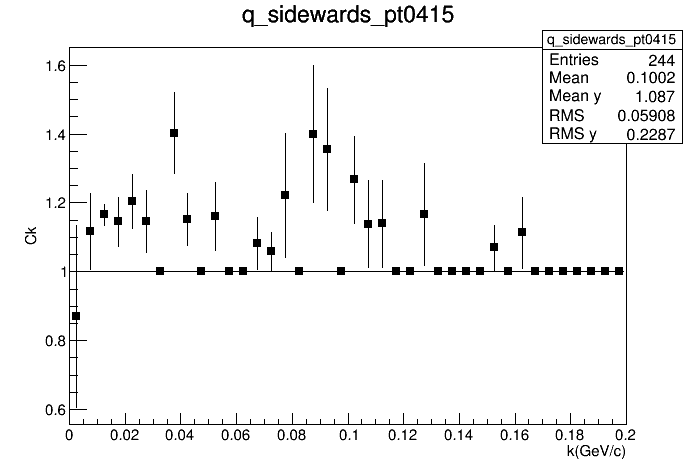 q_sidewards_pt0415
q_sidewards_pt0415
Entries 244
Mean 0.1002
Mean y 1.087
RMS 0.05908
RMS y 0.2287
1.6
1.4
1.2
1
0.8
0.6
Ck
0 0.02 0.04 0.06 0.08 0.1 0.12 0.14 0.16 0.18 0.2
k(GeV/c)